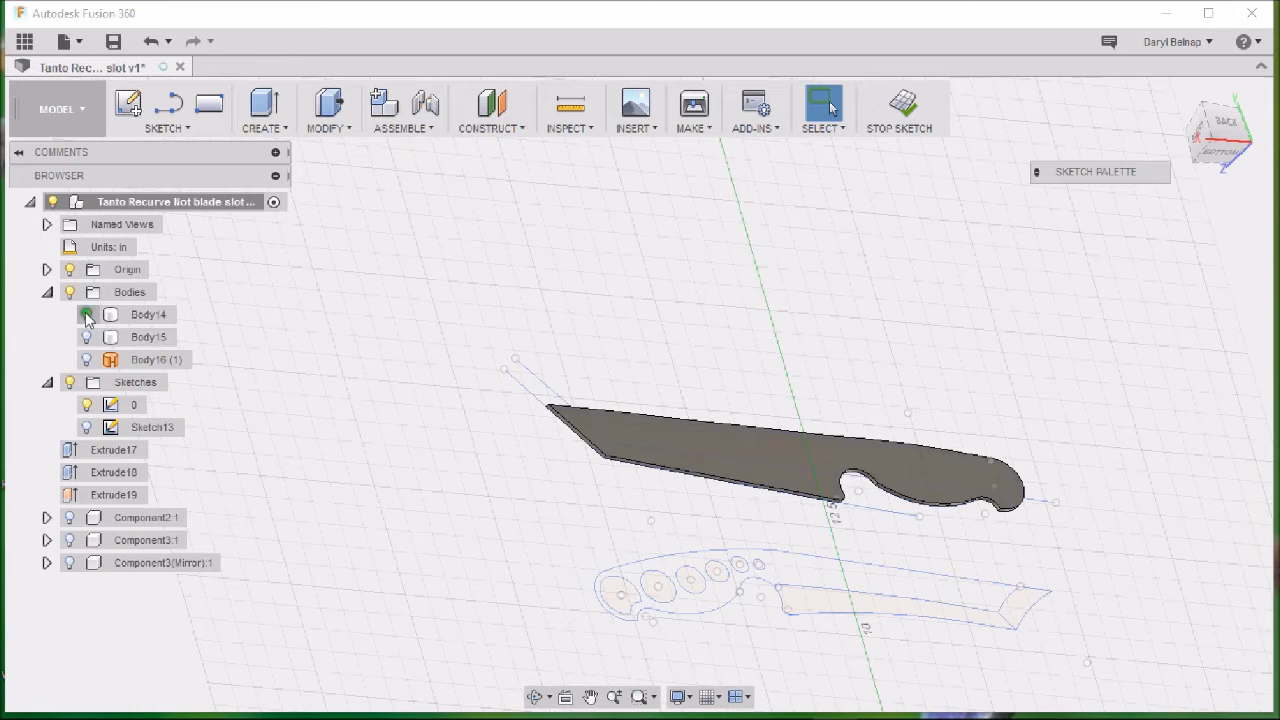 Autodesk Fusion 360
Daryl Belnap
Tanto Rec... slot v1*
MODEL
SKETCH
CREATE
MODIFY
ASSEMBLE
CONSTRUCT
INSPECT
INSERT
MAKE
ADD-INS
SELECT
STOP SKETCH
COMMENTS
BROWSER
SKETCH PALETTE
BACK
BOTTOM
Y
X
Z
Tanto Recurve Not blade slot ...
Named Views
Units: in
Origin
Bodies
Body14
Body15
Body16 (1)
Sketches
0
Sketch13
Extrude17
Extrude18
Extrude19
Component2:1
Component3:1
Component3(Mirror):1